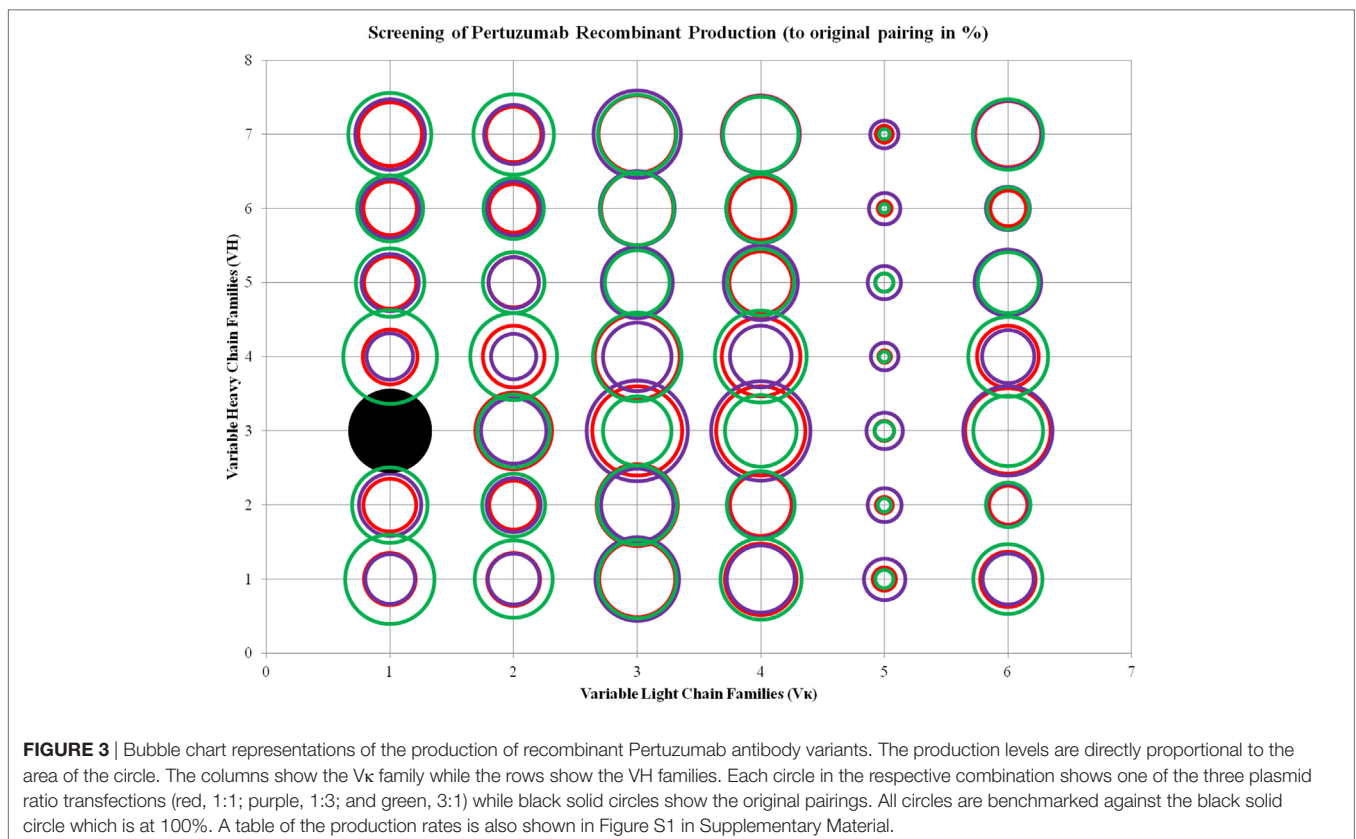 Screening of Pertuzumab Recombinant Production (to original pairing in %)
Variable Heavy Chain Families (VH)
8
7
6
5
4
3
2
1
0
0 1 2 3 4 5 6 7
Variable Light Chain Families (Vκ)
FIGURE 3 | Bubble chart representations of the production of recombinant Pertuzumab antibody variants. The production levels are directly proportional to the
area of the circle. The columns show the Vκ family while the rows show the VH families. Each circle in the respective combination shows one of the three plasmid
ratio transfections (red, 1:1; purple, 1:3; and green, 3:1) while black solid circles show the original pairings. All circles are benchmarked against the black solid
circle which is at 100%. A table of the production rates is also shown in Figure S1 in Supplementary Material.